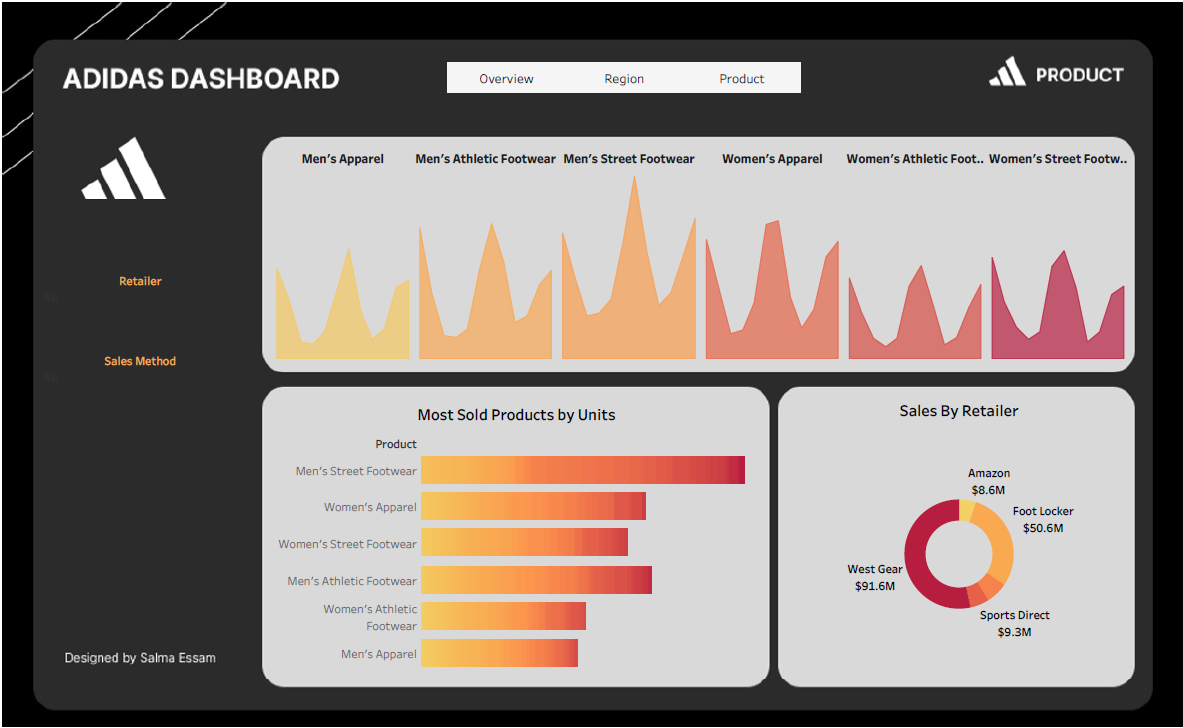 ADIDAS DASHBOARD
Overview
Region
Product
PRODUCT
Men's Apparel
Men's Athletic Footwear
Men's Street Footwear
Women's Apparel
Women's Athletic Foot..
Women's Street Footw..
Retailer
Sales Method
Most Sold Products by Units
Product
Men's Street Footwear
Women's Apparel
Women's Street Footwear
Men's Athletic Footwear
Women's Athletic
Footwear
Men's Apparel
Sales By Retailer
Amazon
$8.6M
Foot Locker
$50.6M
West Gear
$91.6M
Sports Direct
$9.3M
Designed by Salma Essam